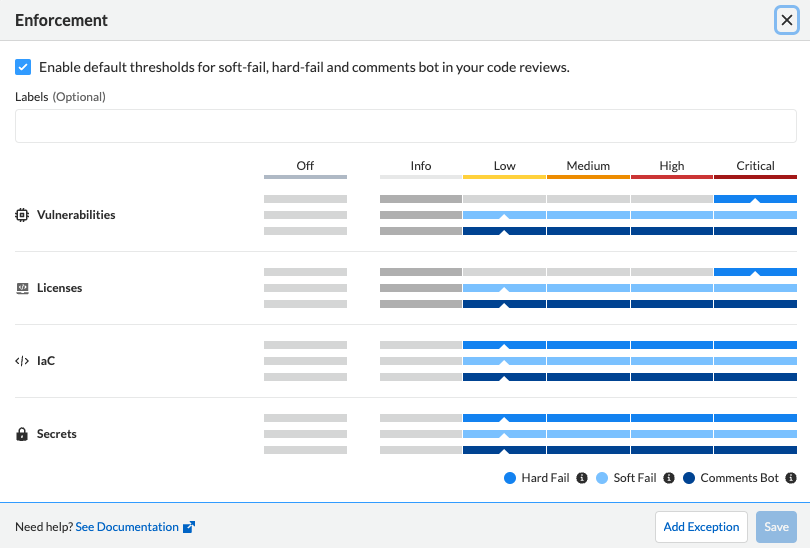 Enforcement
Enable default thresholds for soft-fail, hard-fail and comments bot in your code reviews.
Labels (Optional)
Off Info Low Medium High Critical
Vulnerabilities
Licenses
IaC
Secrets
Hard Fail Soft Fail Comments Bot
Need help? See Documentation Add Exception Save